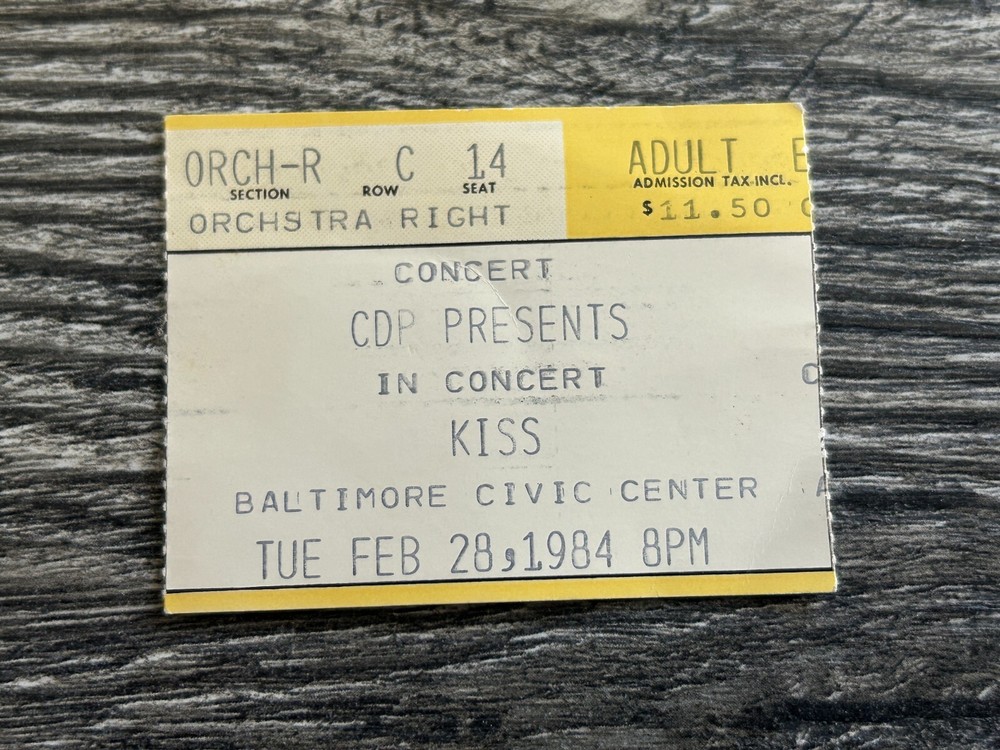 ORCH-R C 14 ADULT E
SECTION ROW SEAT ADMISSION TAX INCL.
ORCHSTRA RIGHT $11.50
CONCERT
CDP PRESENTS
IN CONCERT
KISS
BALTIMORE CIVIC CENTER
TUE FEB 28,1984 8PM